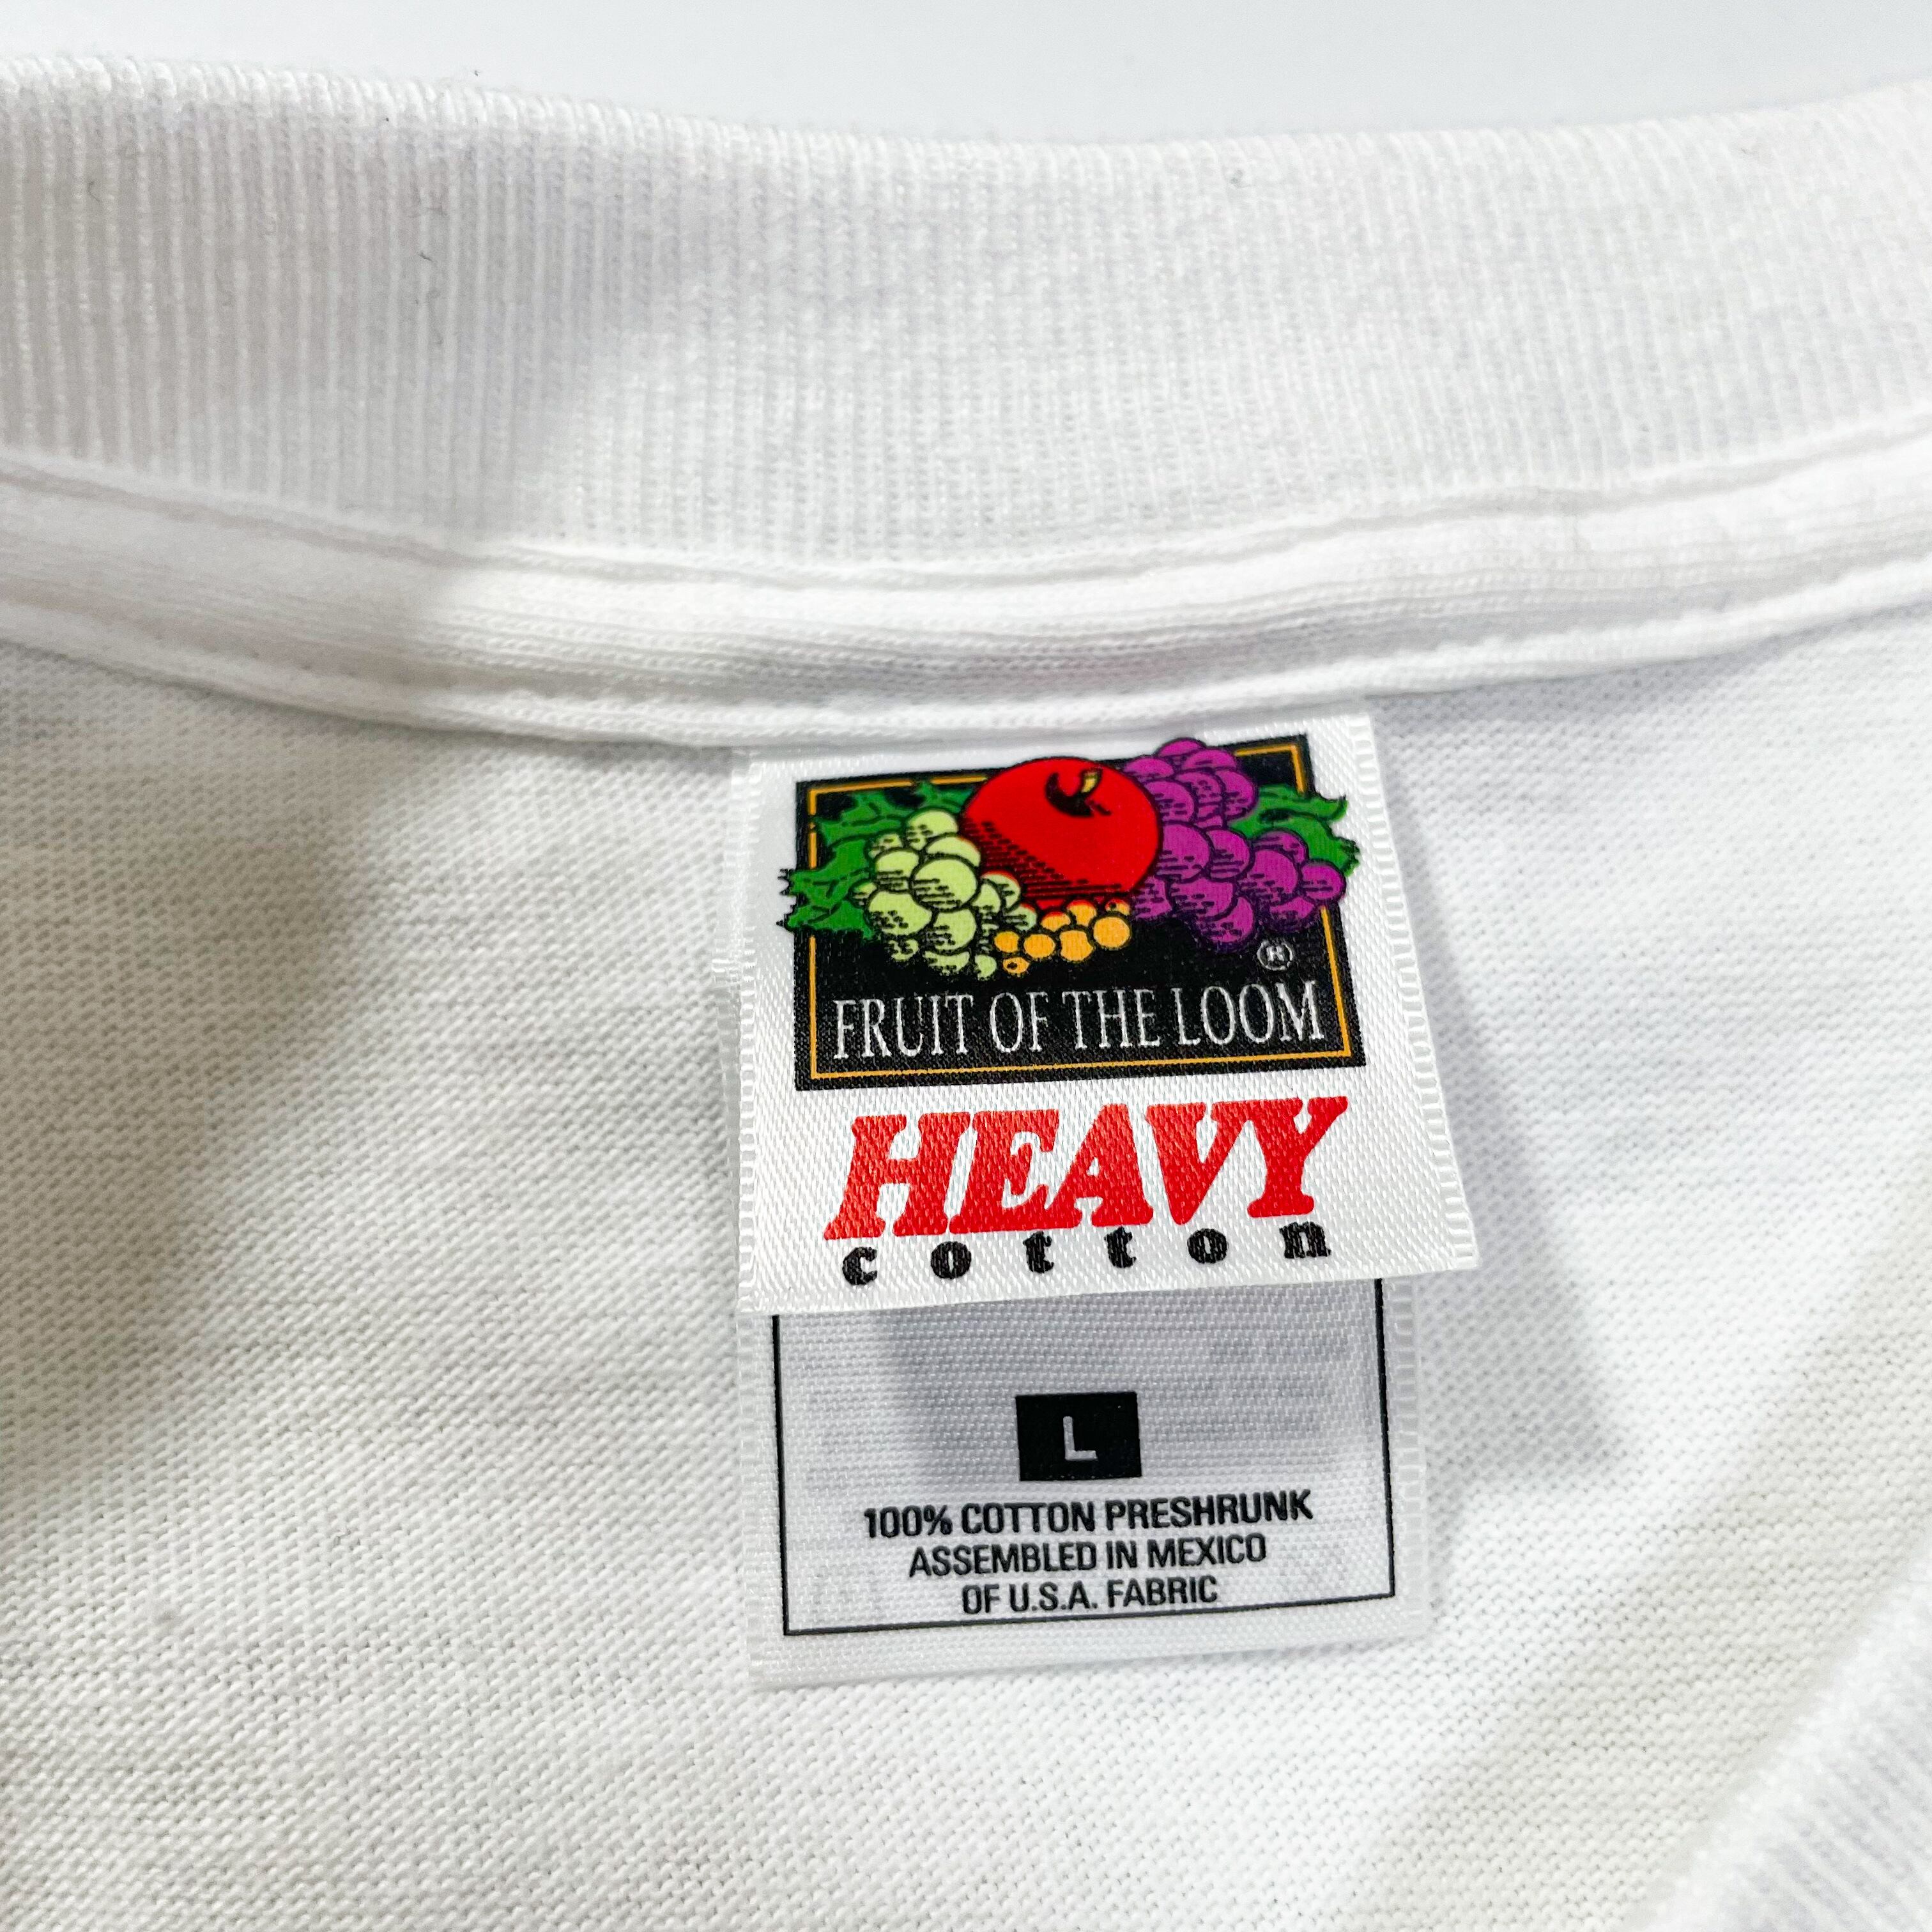 ®
FRUIT OF THE LOOM
HEAVY
cotton
L
100% COTTON PRESHRUNK
ASSEMBLED IN MEXICO
OF U.S.A. FABRIC